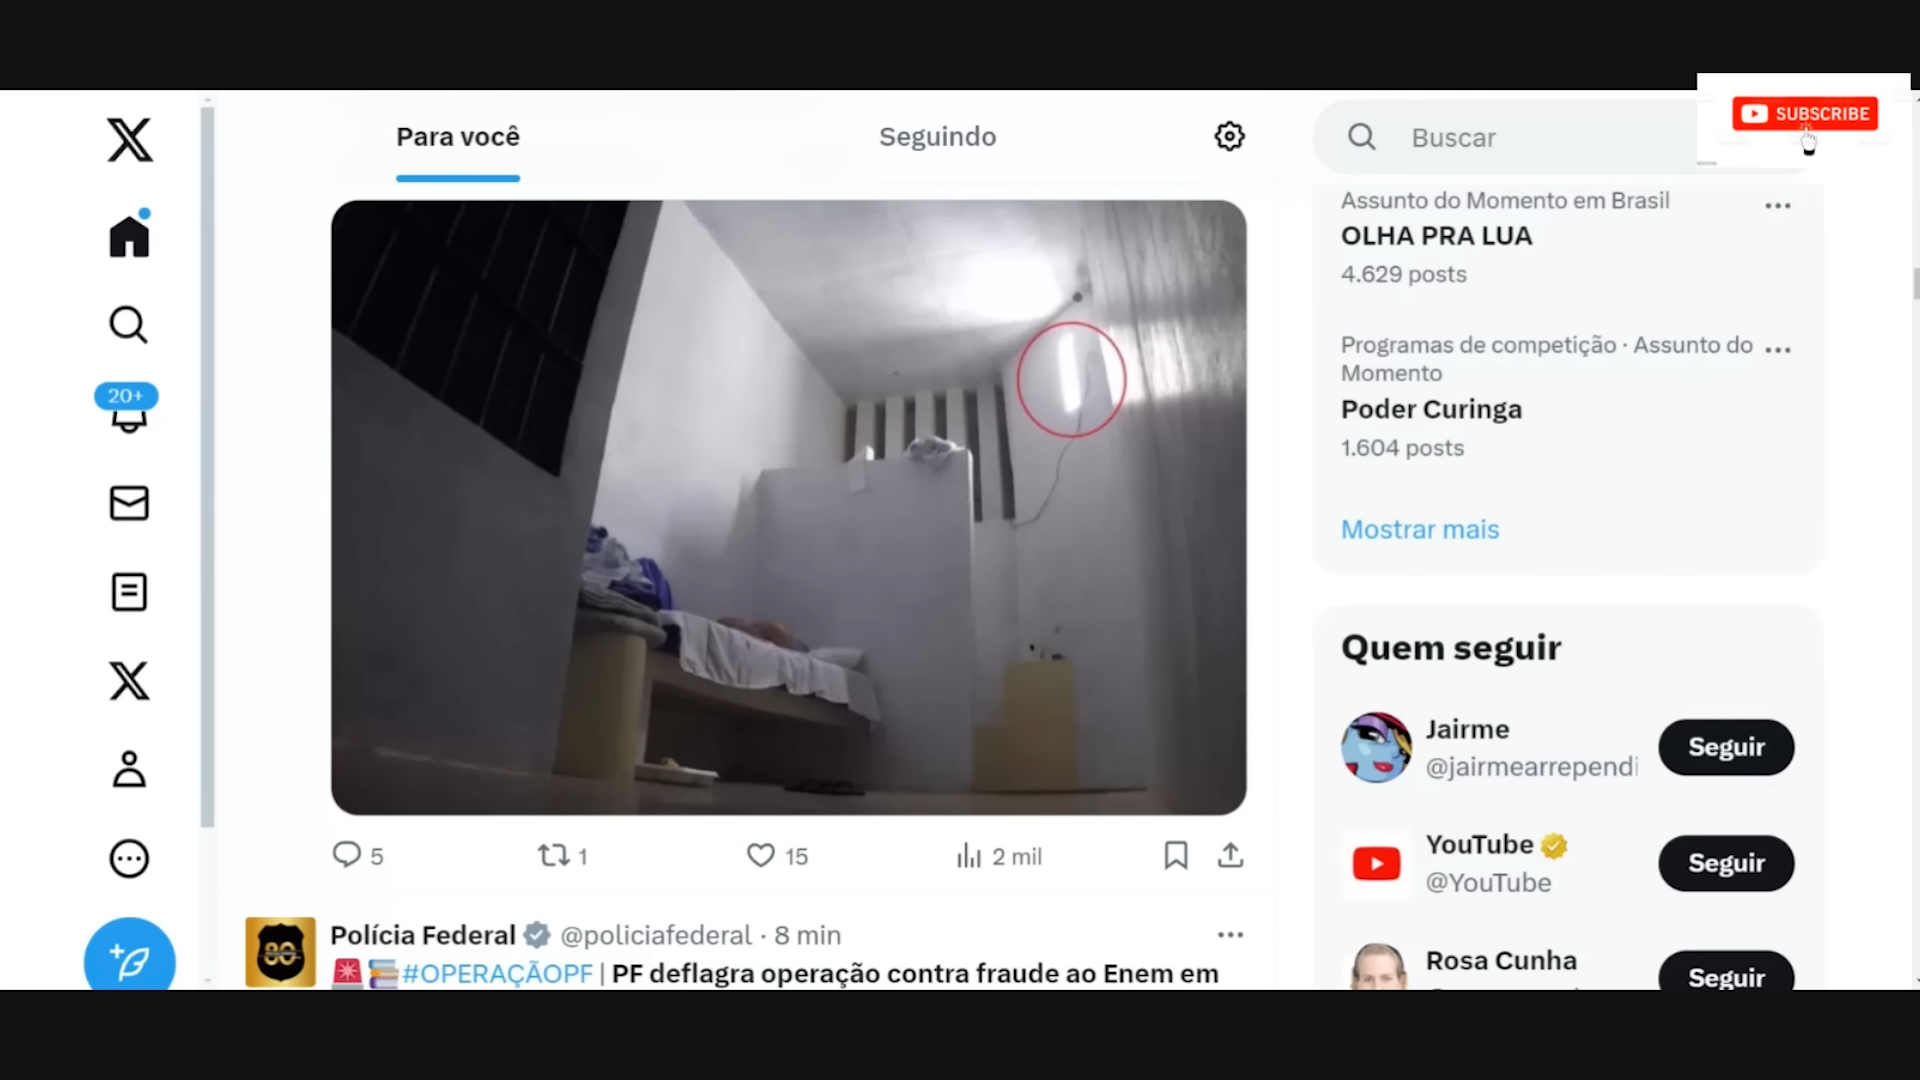 Para você
Seguindo
Buscar
SUBSCRIBE
20+
Assunto do Momento em Brasil
OLHA PRA LUA
4.629 posts
Programas de competição · Assunto do
Momento
Poder Curinga
1.604 posts
Mostrar mais
Quem seguir
Jairme
@jairmearrependi
Seguir
YouTube
@YouTube
Seguir
Rosa Cunha
Seguir
5
1
15
2 mil
80
Polícia Federal @policiafederal · 8 min
#OPERAÇÃOPF | PF deflagra operação contra fraude ao Enem em